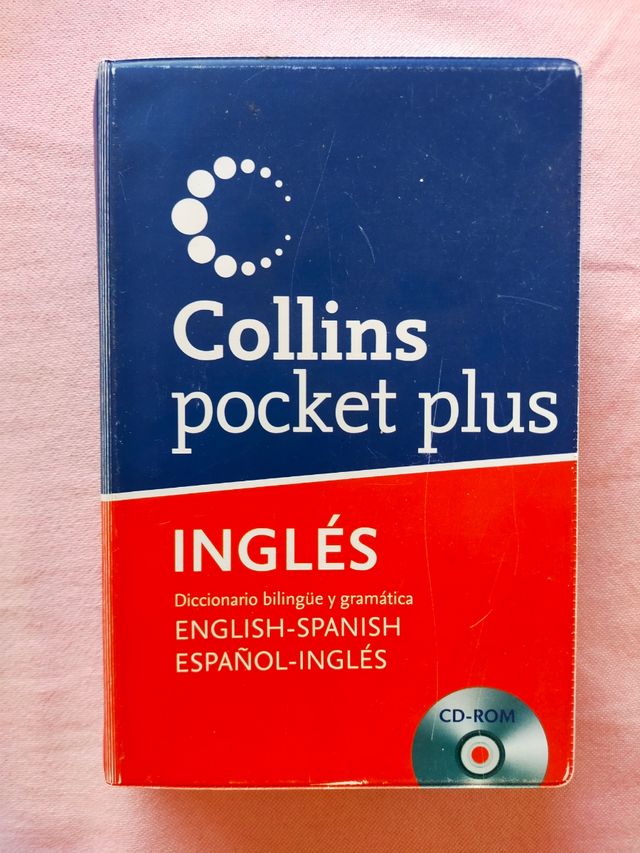 Collins
pocket plus
INGLÉS
Diccionario bilingüe y gramática
ENGLISH-SPANISH
ESPAÑOL-INGLÉS
CD-ROM